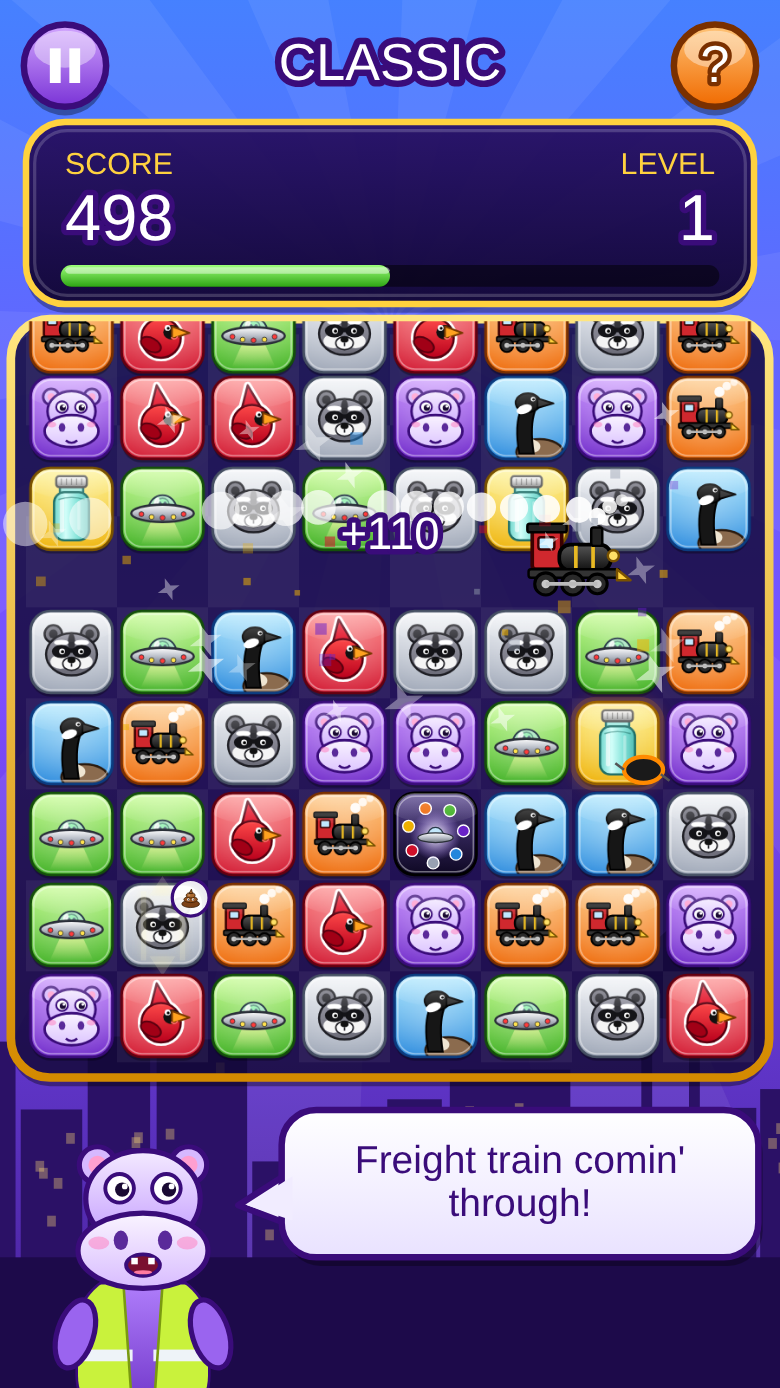 CLASSIC
?
SCORE
LEVEL
498
1
+110
Freight train comin'
through!